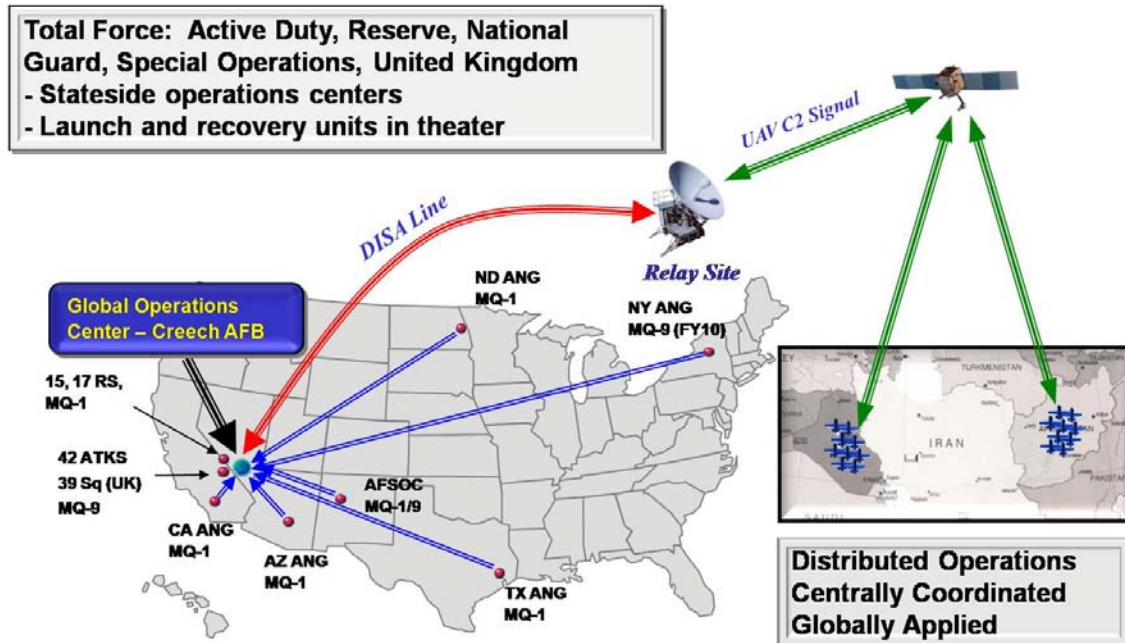 Total Force:  Active Duty, Reserve, National
Guard, Special Operations, United Kingdom
- Stateside operations centers
- Launch and recovery units in theater
UAV C2 Signal
DISA Line
Relay Site
Global Operations
Center – Creech AFB
ND ANG
MQ-1
NY ANG
MQ-9 (FY10)
15, 17 RS,
MQ-1
42 ATKS
39 Sq (UK)
MQ-9
CA ANG
MQ-1
AZ ANG
MQ-1
AFSOC
MQ-1/9
TX ANG
MQ-1
TURKMENISTAN
IRAN
PAKISTAN
Distributed Operations
Centrally Coordinated
Globally Applied